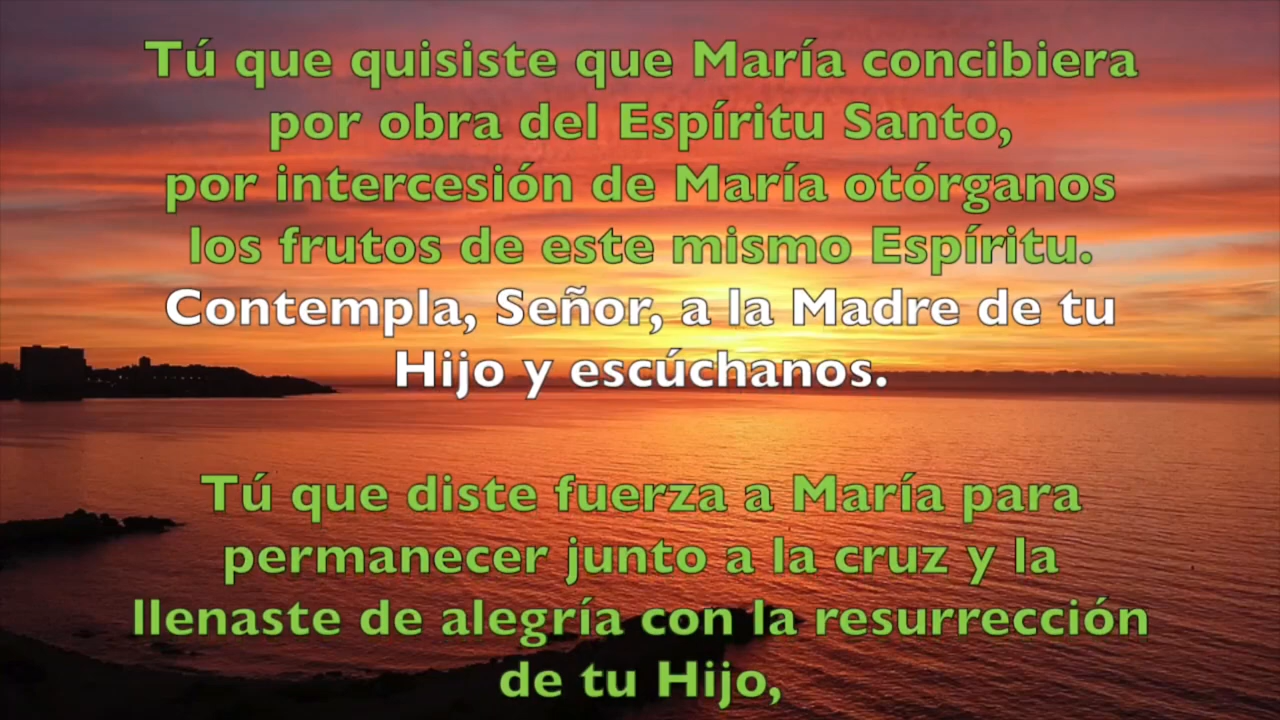 Tú que quisiste que María concibiera
por obra del Espíritu Santo,
por intercesión de María otórganos
los frutos de este mismo Espíritu.
Contempla, Señor, a la Madre de tu
Hijo y escúchanos.
Tú que diste fuerza a María para
permanecer junto a la cruz y la
llenaste de alegría con la resurrección
de tu Hijo,